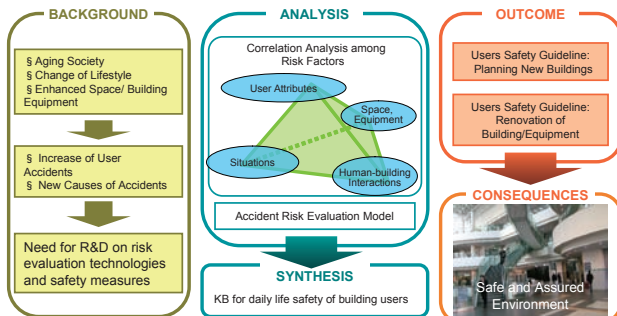 BACKGROUND
§ Aging Society
§ Change of Lifestyle
§ Enhanced Space/ Building
Equipment
§ Increase of User
Accidents
§ New Causes of Accidents
Need for R&D on risk
evaluation technologies
and safety measures
ANALYSIS
Correlation Analysis among
Risk Factors
User Attributes
Space,
Equipment
Situations
Human-building
Interactions
Accident Risk Evaluation Model
SYNTHESIS
KB for daily life safety of building users
OUTCOME
Users Safety Guideline:
Planning New Buildings
Users Safety Guideline:
Renovation of
Building/Equipment
CONSEQUENCES
Safe and Assured
Environment